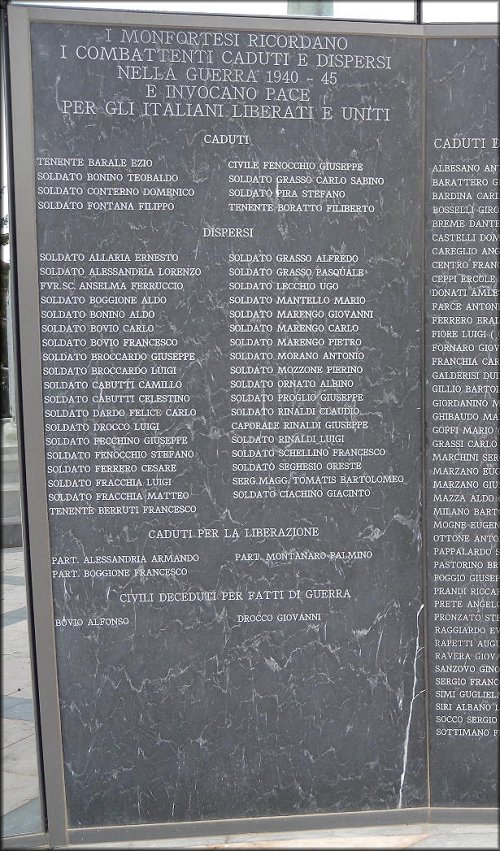 I MONFORTESI RICORDANO
I COMBATTENTI CADUTI E DISPERSI
NELLA GUERRA 1940 - 45
E INVOCANO PACE
PER GLI ITALIANI LIBERATI E UNITI
CADUTI
TENENTE BARALE EZIO
SOLDATO BONINO TEOBALDO
SOLDATO CONTERNO DOMENICO
SOLDATO FONTANA FILIPPO
CIVILE FENOCCHIO GIUSEPPE
SOLDATO GRASSO CARLO SABINO
SOLDATO PIRA STEFANO
TENENTE BORATTO FILIBERTO
DISPERSI
SOLDATO ALLARIA ERNESTO
SOLDATO ALESSANDRIA LORENZO
FVR.SC. ANSELMA FERRUCCIO
SOLDATO BOGGIONE ALDO
SOLDATO BONINO ALDO
SOLDATO BOVIO CARLO
SOLDATO BOVIO FRANCESCO
SOLDATO BROCCARDO GIUSEPPE
SOLDATO BROCCARDO LUIGI
SOLDATO CABUTTI CAMILLO
SOLDATO CABUTTI CELESTINO
SOLDATO DARDO FELICE CARLO
SOLDATO DROCCO LUIGI
SOLDATO FECCHINO GIUSEPPE
SOLDATO FENOCCHIO STEFANO
SOLDATO FERRERO CESARE
SOLDATO FRACCHIA LUIGI
SOLDATO FRACCHIA MATTEO
TENENTE BERRUTI FRANCESCO
SOLDATO GRASSO ALFREDO
SOLDATO GRASSO PASQUALE
SOLDATO LECCHIO UGO
SOLDATO MANTELLO MARIO
SOLDATO MARENGO GIOVANNI
SOLDATO MARENGO CARLO
SOLDATO MARENGO PIETRO
SOLDATO MORANO ANTONIO
SOLDATO MOZZONE PIERINO
SOLDATO ORNATO ALBINO
SOLDATO PROGLIO GIUSEPPE
SOLDATO RINALDI CLAUDIO
CAPORALE RINALDI GIUSEPPE
SOLDATO RINALDI LUIGI
SOLDATO SCHELLINO FRANCESCO
SOLDATO SEGHESIO ORESTE
SERG.MAGG. TOMATIS BARTOLOMEO
SOLDATO CIACHINO GIACINTO
CADUTI PER LA LIBERAZIONE
PART. ALESSANDRIA ARMANDO
PART. BOGGIONE FRANCESCO
PART. MONTANARO PALMINO
CIVILI DECEDUTI PER FATTI DI GUERRA
BOVIO ALFONSO
DROCCO GIOVANNI
CADUTI
ALBESANO
BARATTERO
BARDINA
BOSSELLI
BREME DANTE
CASTELLI
CAREGLIO
CENTRO
CEPPI ERCOLE
DONATI
FARCE
FERRERO
FIORE LUIGI
FORNARO
FRANCHIA
GALDERISI
GILLIO
GIORDANINO
GHIBAUDO
GOFFI MARIO
GRASSI CARLO
MARCHINI
MARZANO
MARZANO
MAZZA ALDO
MILANO
MOGNE
OTTONE
PAPPALARDO
PASTORINO
POGGIO
PRANDI
PRETE ANGELO
PRONZATO
RAGGIARDO
RAPETTI
RAVERA
SANZOVO
SERGIO
SIMI
SIRI ALBANO
SOCCO SERGIO
SOTTIMANO